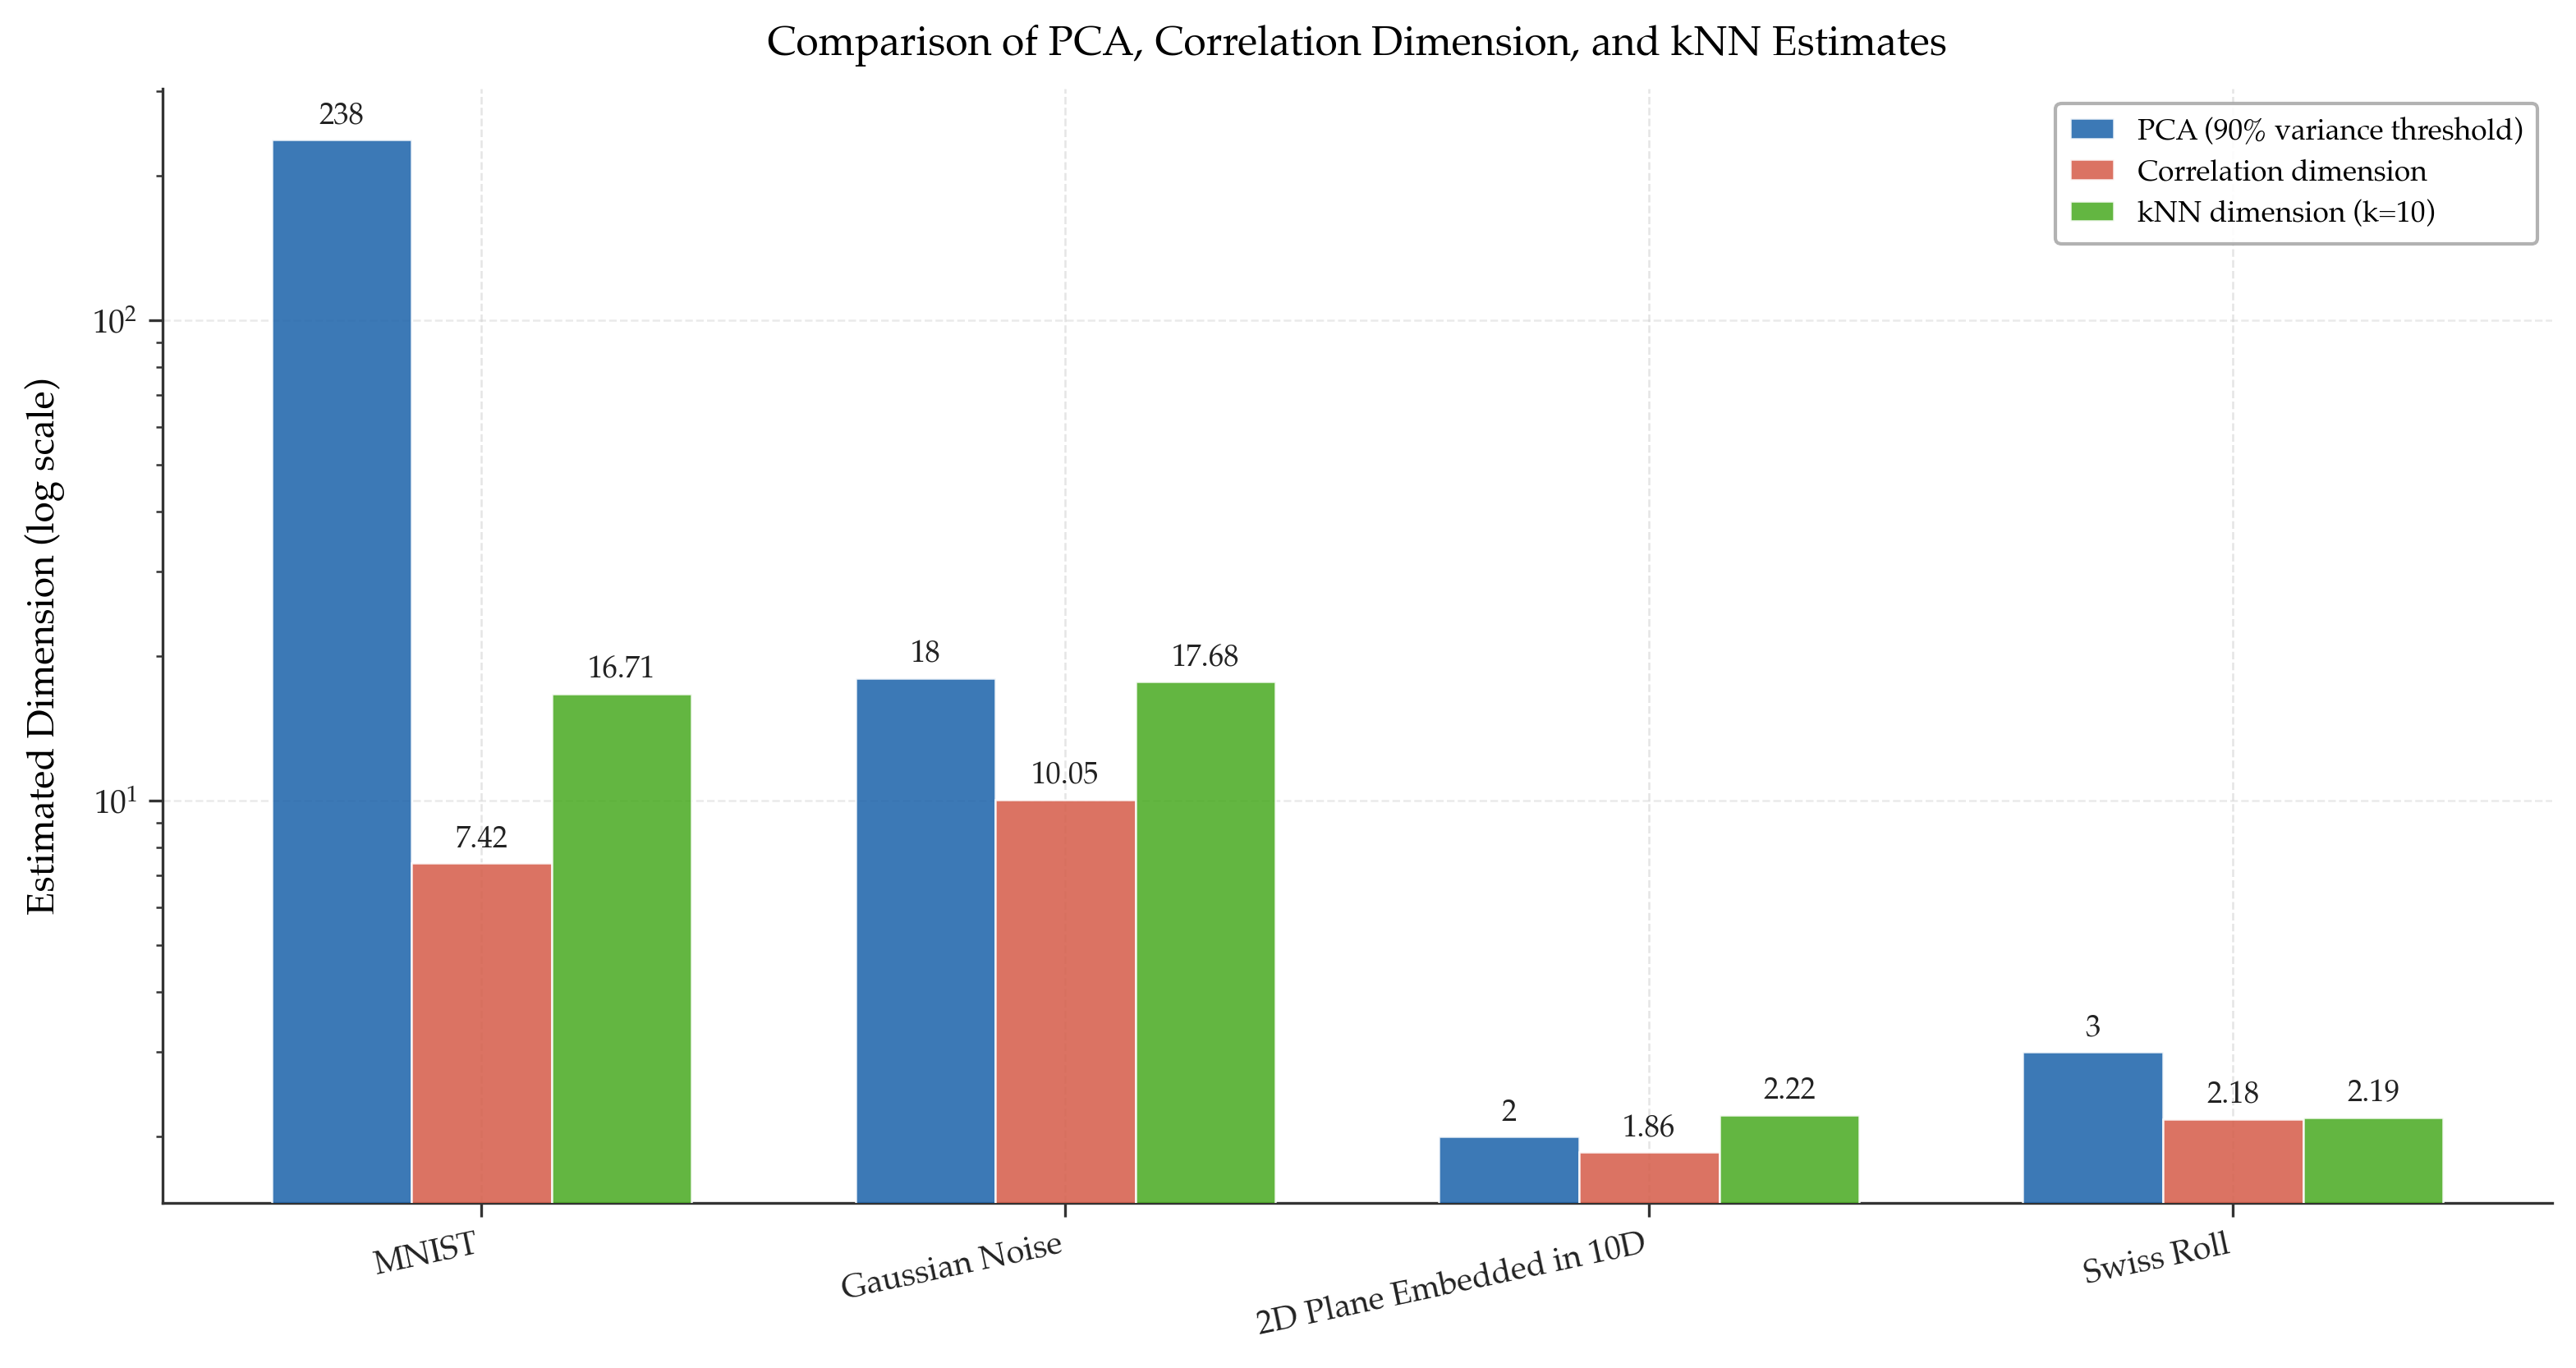 Comparison of PCA, Correlation Dimension, and kNN Estimates
PCA (90% variance threshold)
Correlation dimension
kNN dimension (k=10)
Estimated Dimension (log scale)
10²
10¹
238
7.42
16.71
18
10.05
17.68
2
1.86
2.22
3
2.18
2.19
MNIST
Gaussian Noise
2D Plane Embedded in 10D
Swiss Roll